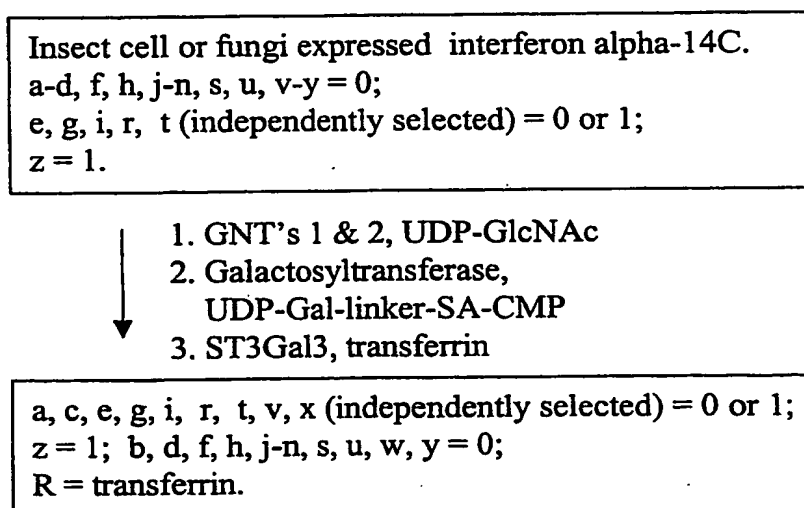 Insect cell or fungi expressed interferon alpha-14C.
a-d, f, h, j-n, s, u, v-y = 0;
e, g, i, r, t (independently selected) = 0 or 1;
z = 1.
1. GNT's 1 & 2, UDP-GlcNAc
2. Galactosyltransferase,
UDP-Gal-linker-SA-CMP
3. ST3Gal3, transferrin
a, c, e, g, i, r, t, v, x (independently selected) = 0 or 1;
z = 1; b, d, f, h, j-n, s, u, w, y = 0;
R = transferrin.